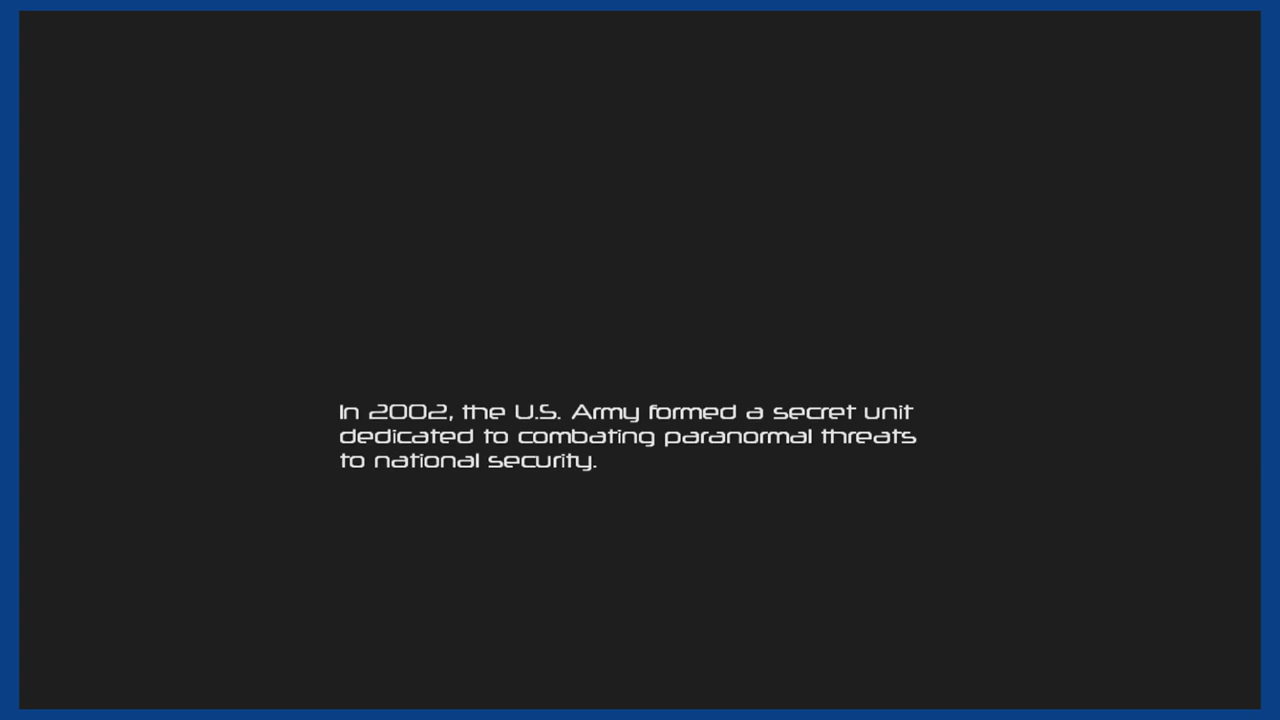 In 2002, the U.S. Army formed a secret unit
dedicated to combating paranormal threats
to national security.